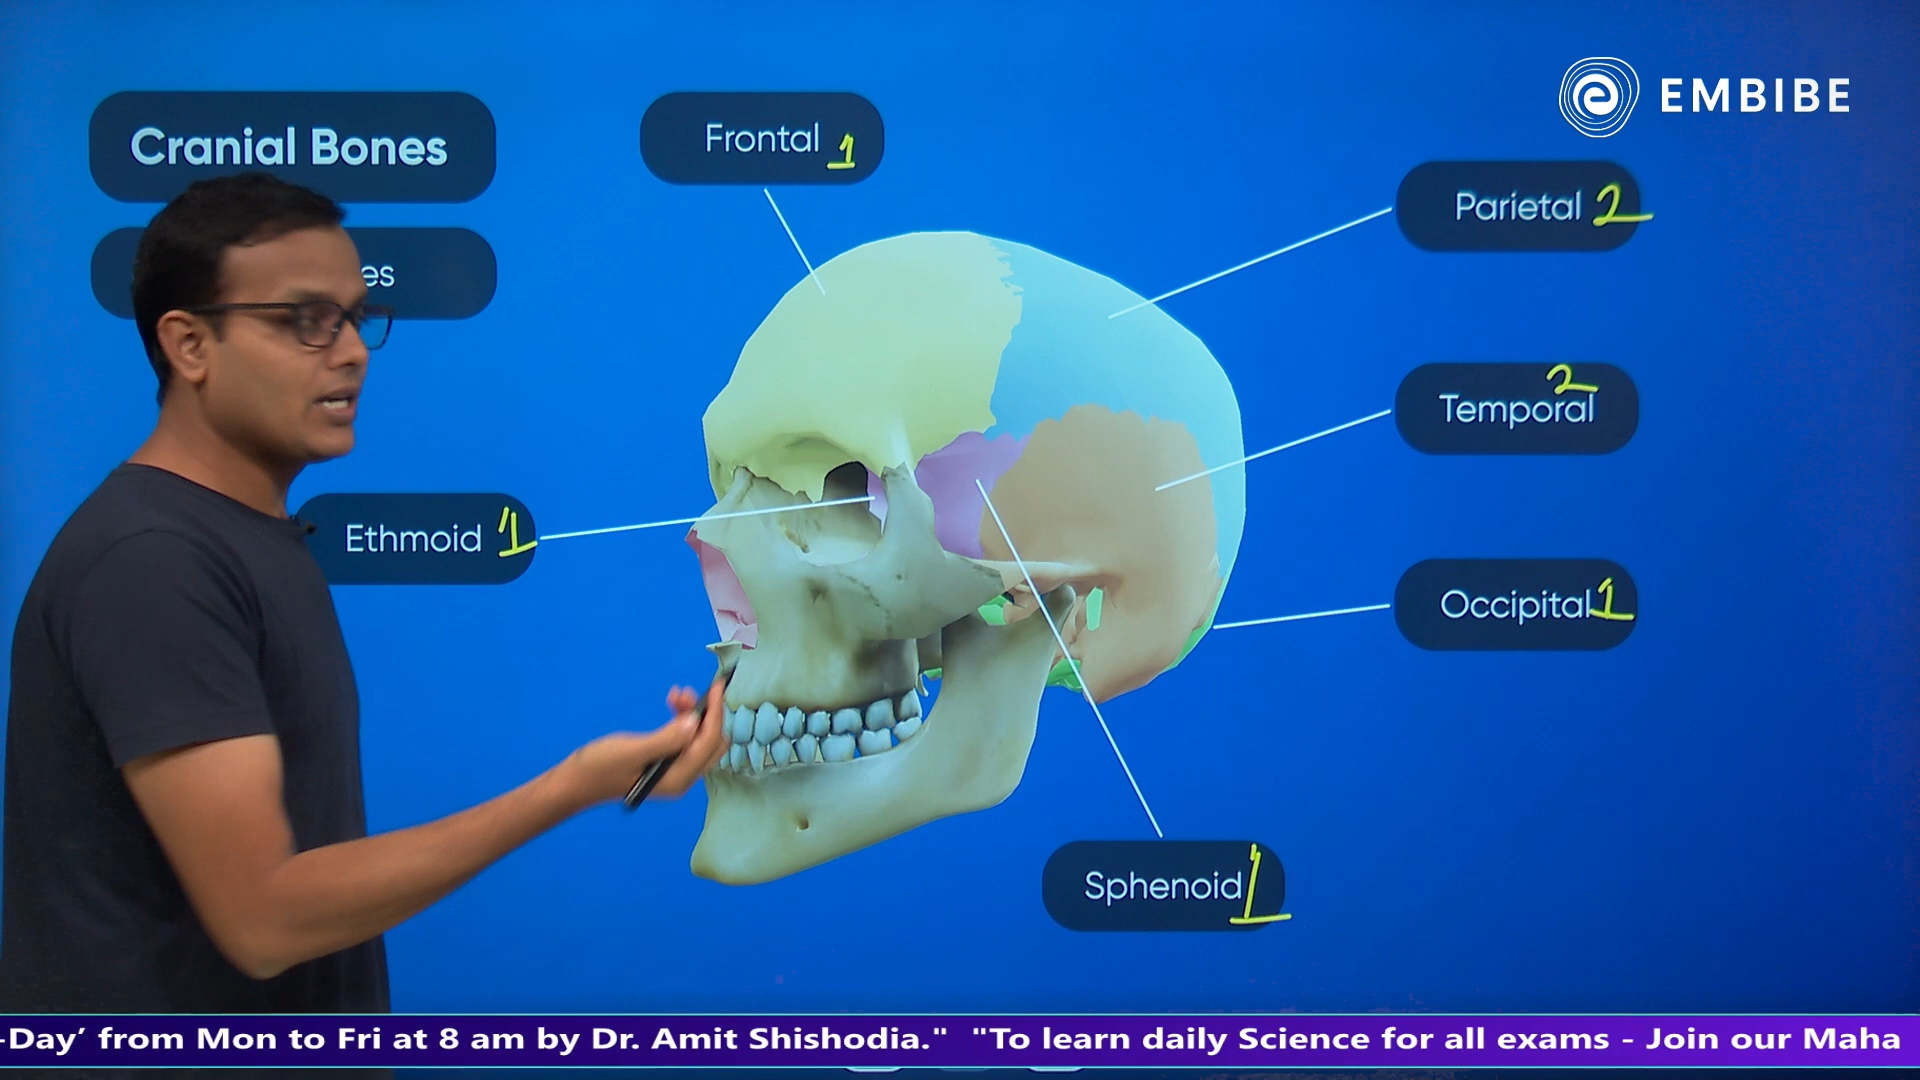 EMBIBE
Cranial Bones
es
Frontal 1
Parietal 2
Temporal 2
Ethmoid 1
Occipital 1
Sphenoid 1
-Day’ from Mon to Fri at 8 am by Dr. Amit Shishodia." "To learn daily Science for all exams - Join our Maha